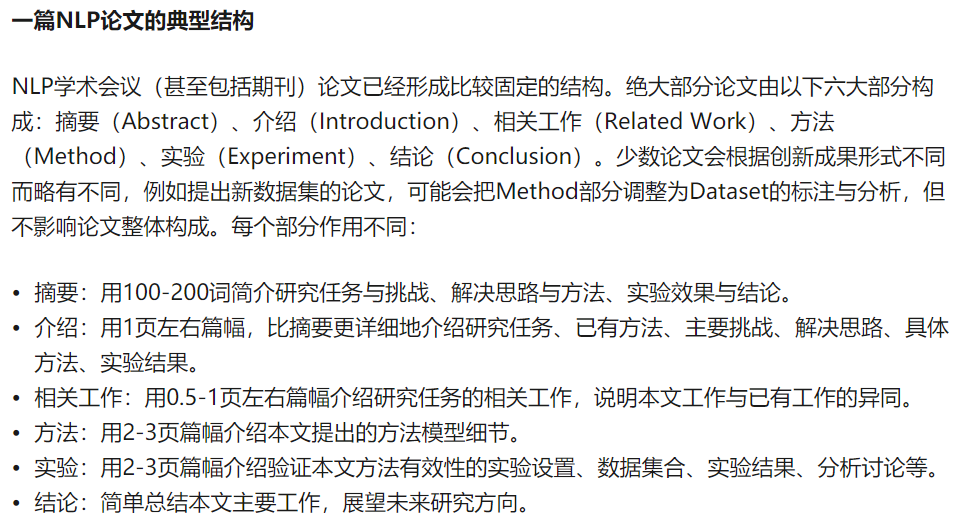 一篇NLP论文的典型结构
NLP学术会议（甚至包括期刊）论文已经形成比较固定的结构。绝大部分论文由以下六大部分构
成：摘要（Abstract）、介绍（Introduction）、相关工作（Related Work）、方法
（Method）、实验（Experiment）、结论（Conclusion）。少数论文会根据创新成果形式不同
而略有不同，例如提出新数据集的论文，可能会把Method部分调整为Dataset的标注与分析，但
不影响论文整体构成。每个部分作用不同：
• 摘要：用100-200词简介研究任务与挑战、解决思路与方法、实验效果与结论。
• 介绍：用1页左右篇幅，比摘要更详细地介绍研究任务、已有方法、主要挑战、解决思路、具体
方法、实验结果。
• 相关工作：用0.5-1页左右篇幅介绍研究任务的相关工作，说明本文工作与已有工作的异同。
• 方法：用2-3页篇幅介绍本文提出的方法模型细节。
• 实验：用2-3页篇幅介绍验证本文方法有效性的实验设置、数据集合、实验结果、分析讨论等。
• 结论：简单总结本文主要工作，展望未来研究方向。